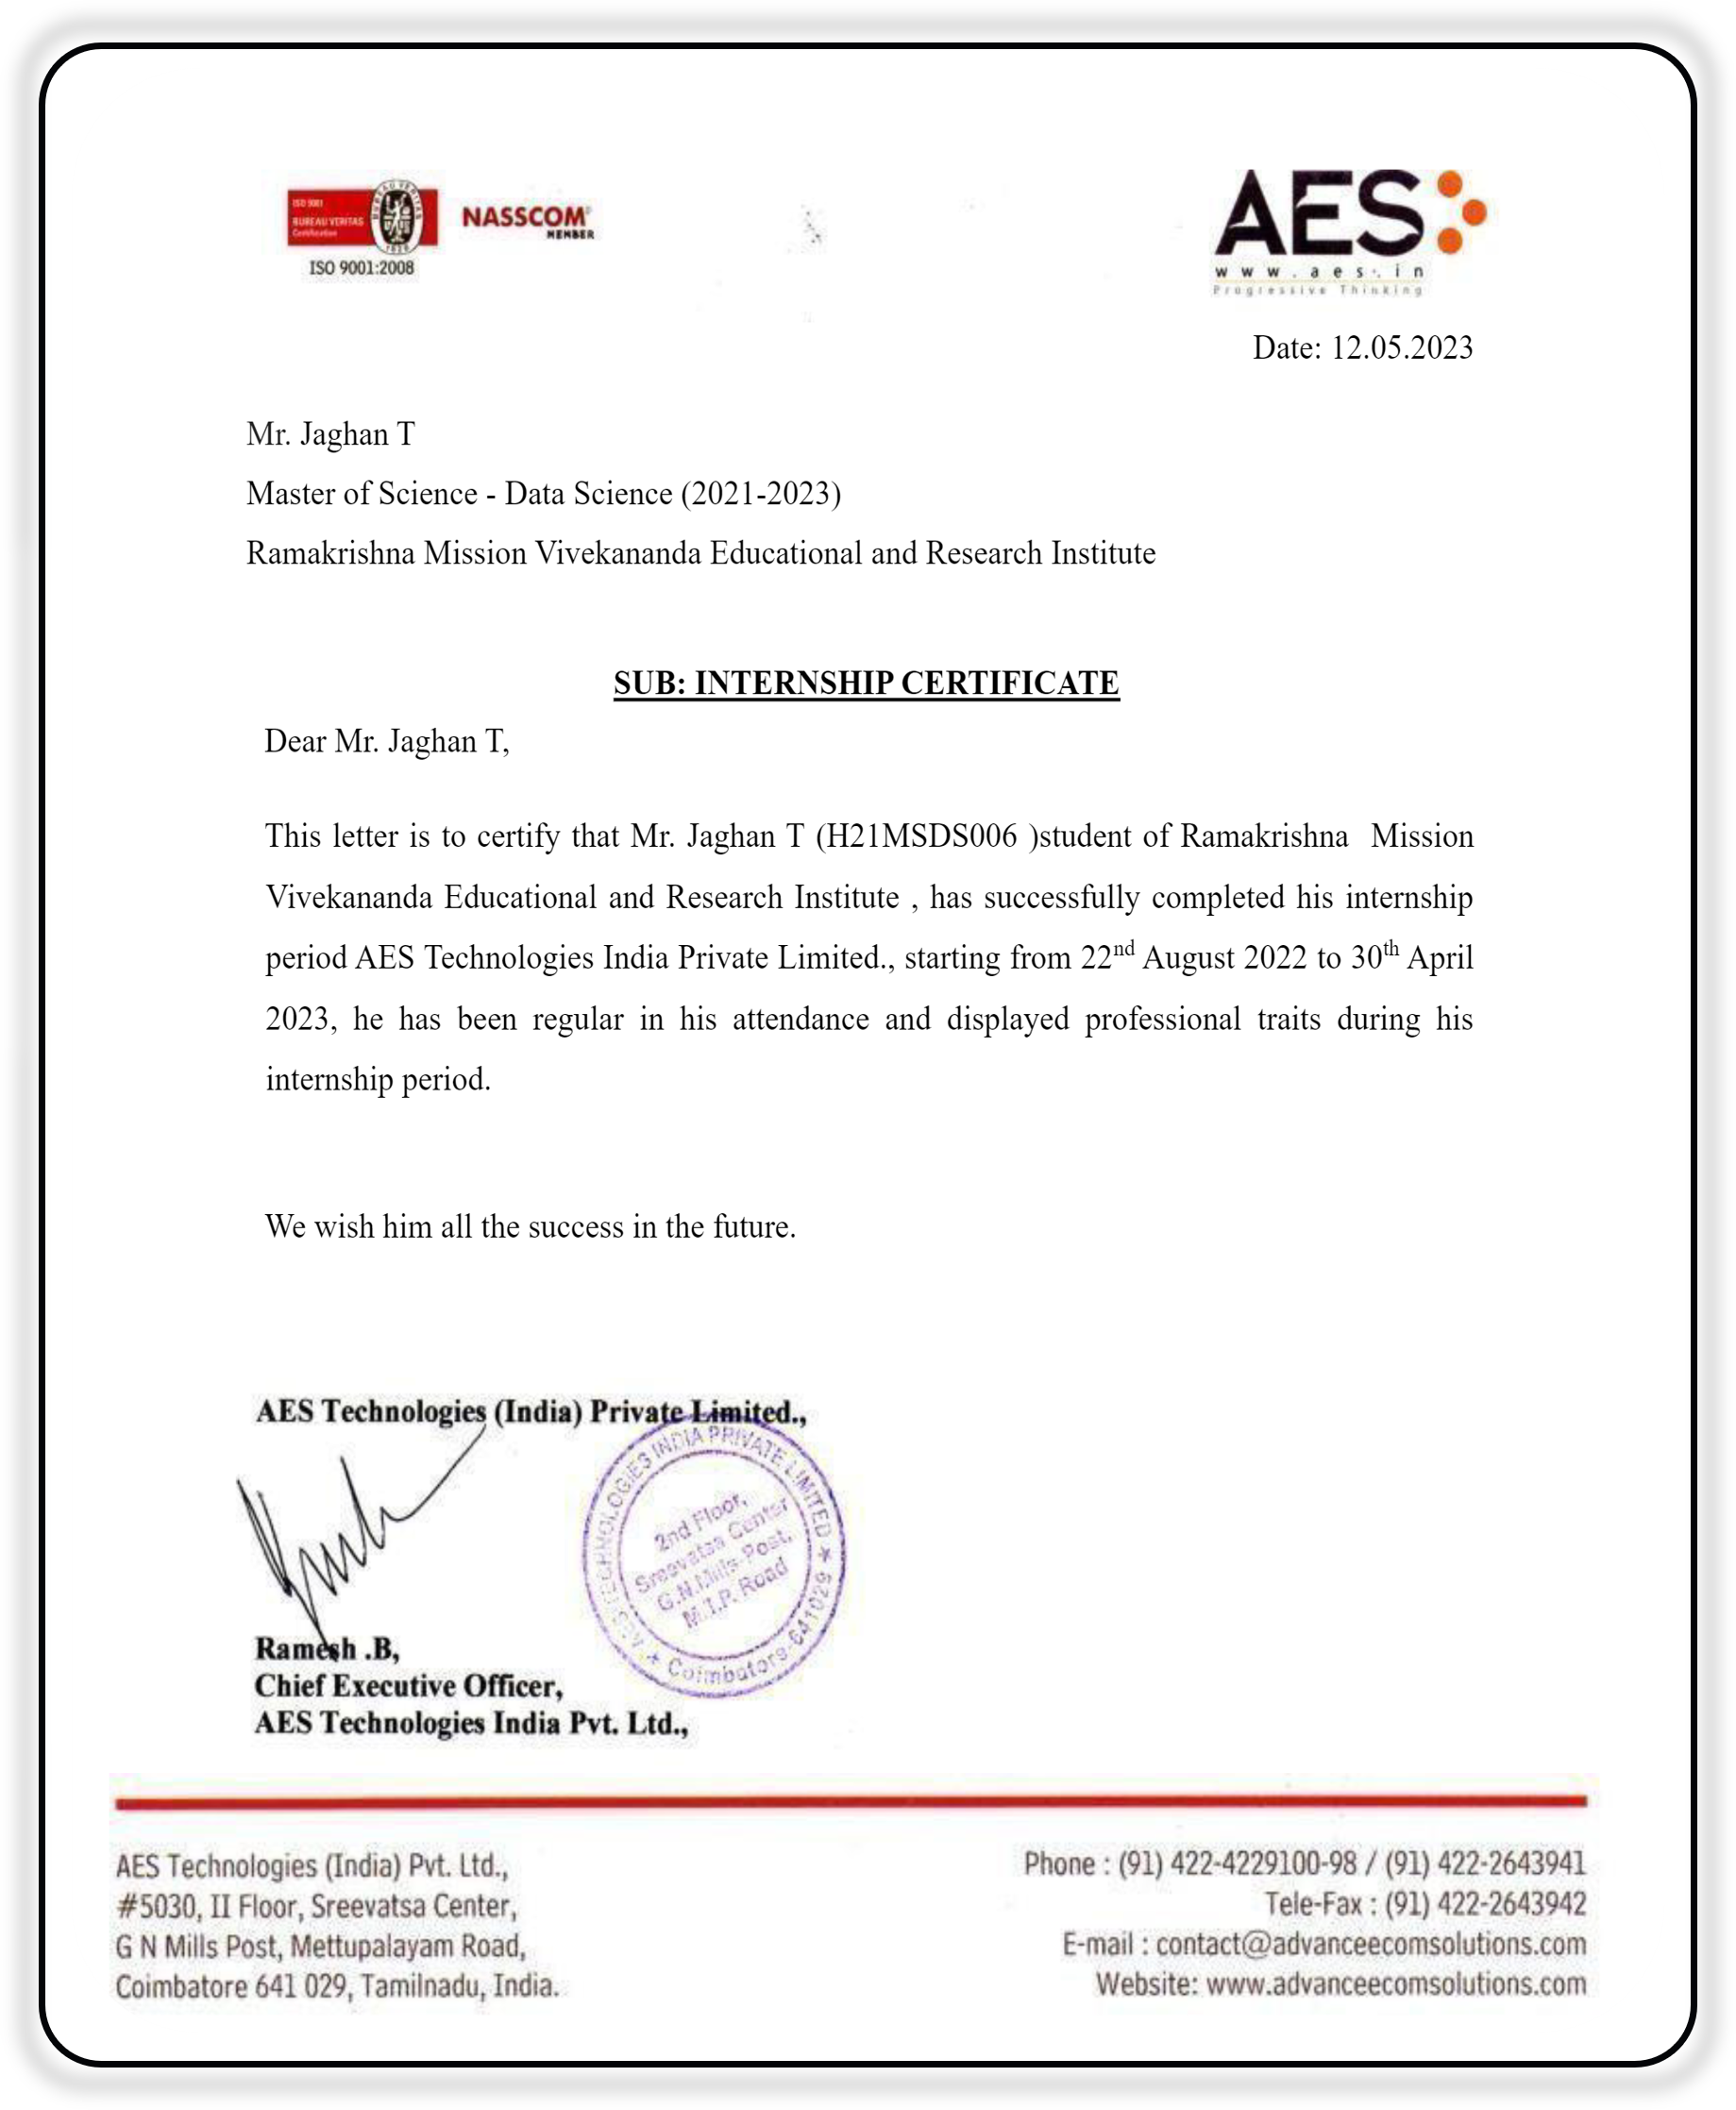 ISO 9001
BUREAU VERITAS
Certification
BUREAU VERITAS
1828
ISO 9001:2008
NASSCOM®
MEMBER
AES
www.aes.in
Progressive Thinking
Date: 12.05.2023
Mr. Jaghan T
Master of Science - Data Science (2021-2023)
Ramakrishna Mission Vivekananda Educational and Research Institute
SUB: INTERNSHIP CERTIFICATE
Dear Mr. Jaghan T,
This letter is to certify that Mr. Jaghan T (H21MSDS006 )student of Ramakrishna Mission
Vivekananda Educational and Research Institute , has successfully completed his internship
period AES Technologies India Private Limited., starting from 22nd August 2022 to 30th April
2023, he has been regular in his attendance and displayed professional traits during his
internship period.
We wish him all the success in the future.
AES Technologies (India) Private Limited.,
AES TECHNOLOGIES INDIA PRIVATE LIMITED ★
2nd Floor,
Sreevatsa Center
G.N.Mills-Post,
M.T.P. Road
★ Coimbatore-641029
Ramesh .B,
Chief Executive Officer,
AES Technologies India Pvt. Ltd.,
AES Technologies (India) Pvt. Ltd.,
#5030, II Floor, Sreevatsa Center,
G N Mills Post, Mettupalayam Road,
Coimbatore 641 029, Tamilnadu, India.
Phone : (91) 422-4229100-98 / (91) 422-2643941
Tele-Fax : (91) 422-2643942
E-mail : contact@advanceecomsolutions.com
Website: www.advanceecomsolutions.com